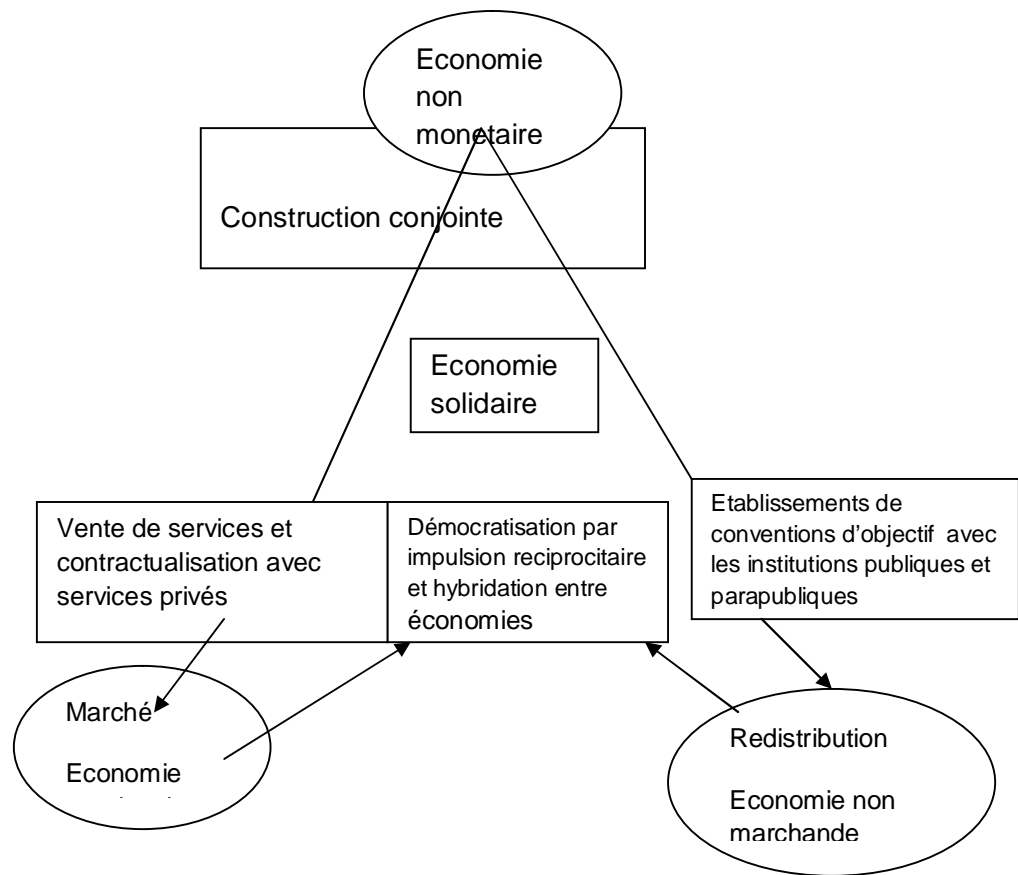 Economie
non
monetaire
Construction conjointe
Economie
solidaire
Vente de services et
contractualisation avec
services privés
Démocratisation par
impulsion reciprocitaire
et hybridation entre
économies
Etablissements de
conventions d’objectif avec
les institutions publiques et
parapubliques
Marché
Economie
Redistribution
Economie non
marchande